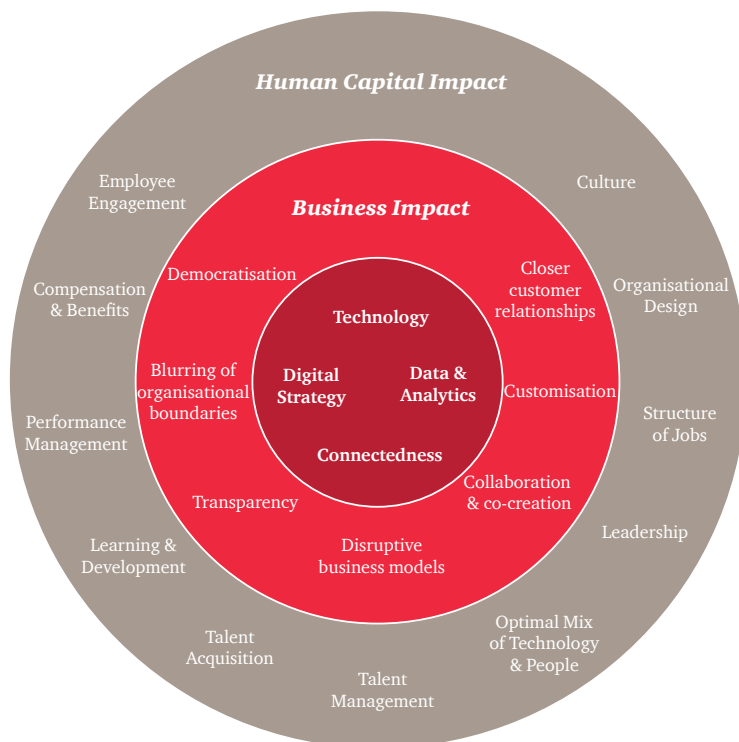 Human Capital Impact
Employee
Engagement
Culture
Compensation
& Benefits
Organisational
Design
Performance
Management
Structure
of Jobs
Learning &
Development
Leadership
Talent
Acquisition
Talent
Management
Optimal Mix
of Technology
& People
Business Impact
Democratisation
Closer
customer
relationships
Blurring of
organisational
boundaries
Customisation
Transparency
Collaboration
& co-creation
Disruptive
business models
Technology
Digital
Strategy
Data &
Analytics
Connectedness